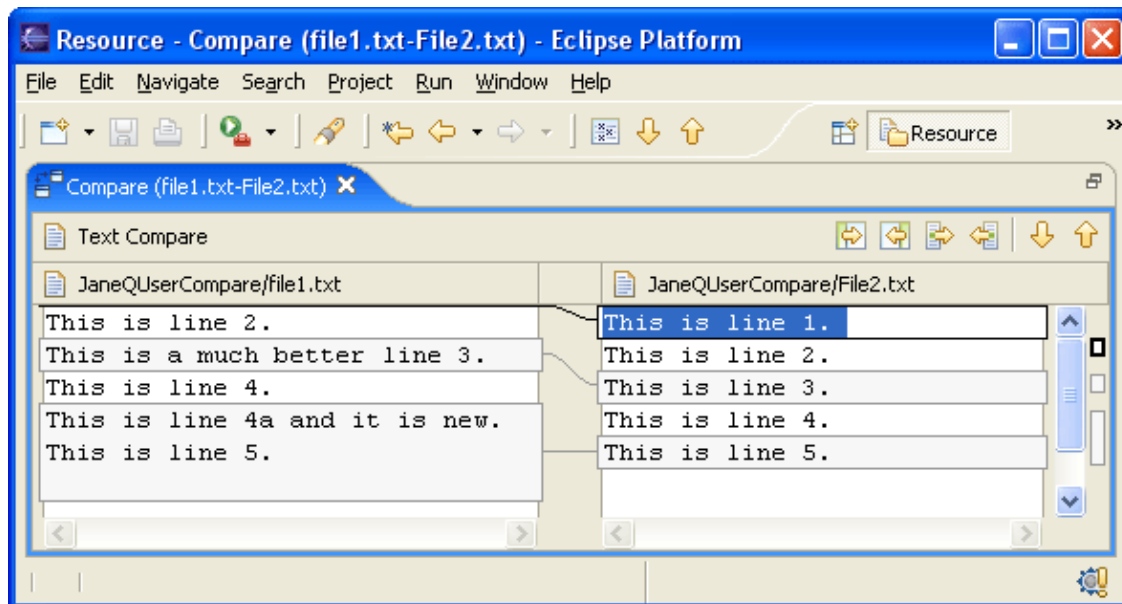 Resource - Compare (file1.txt-File2.txt) - Eclipse Platform
File Edit Navigate Search Project Run Window Help
Resource
Compare (file1.txt-File2.txt)
Text Compare
JaneQUserCompare/file1.txt
This is line 2.
This is a much better line 3.
This is line 4.
This is line 4a and it is new.
This is line 5.
JaneQUserCompare/File2.txt
This is line 1.
This is line 2.
This is line 3.
This is line 4.
This is line 5.